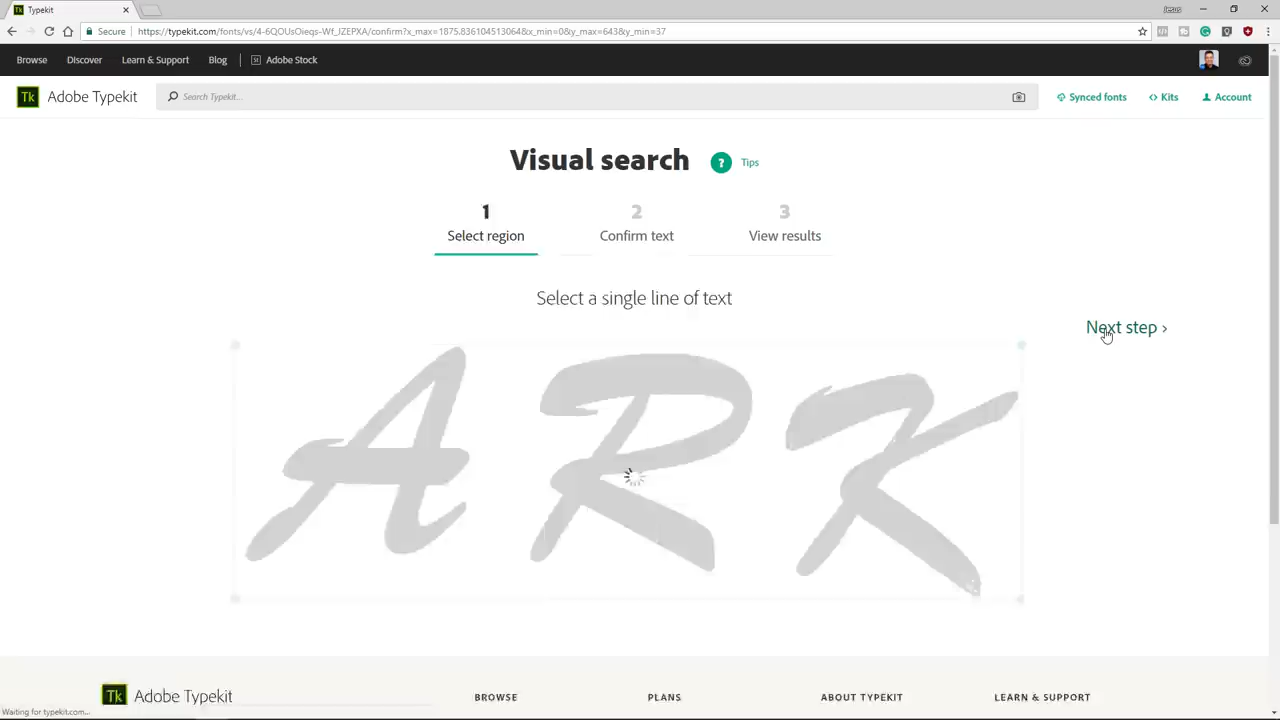 Typekit
Jesus
Secure https://typekit.com/fonts/vs/4-6QOUsOieqs-Wf_JZEPXA/confirm?x_max=1875.8361045130648&x_min=0&y_max=643&y_min=37
Browse Discover Learn & Support Blog St Adobe Stock
Tk Adobe Typekit Search Typekit... Synced fonts Kits Account
Visual search ? Tips
1 2 3
Select region Confirm text View results
Select a single line of text
Next step ›
ARK
Tk Adobe Typekit BROWSE PLANS ABOUT TYPEKIT LEARN & SUPPORT
Waiting for typekit.com...